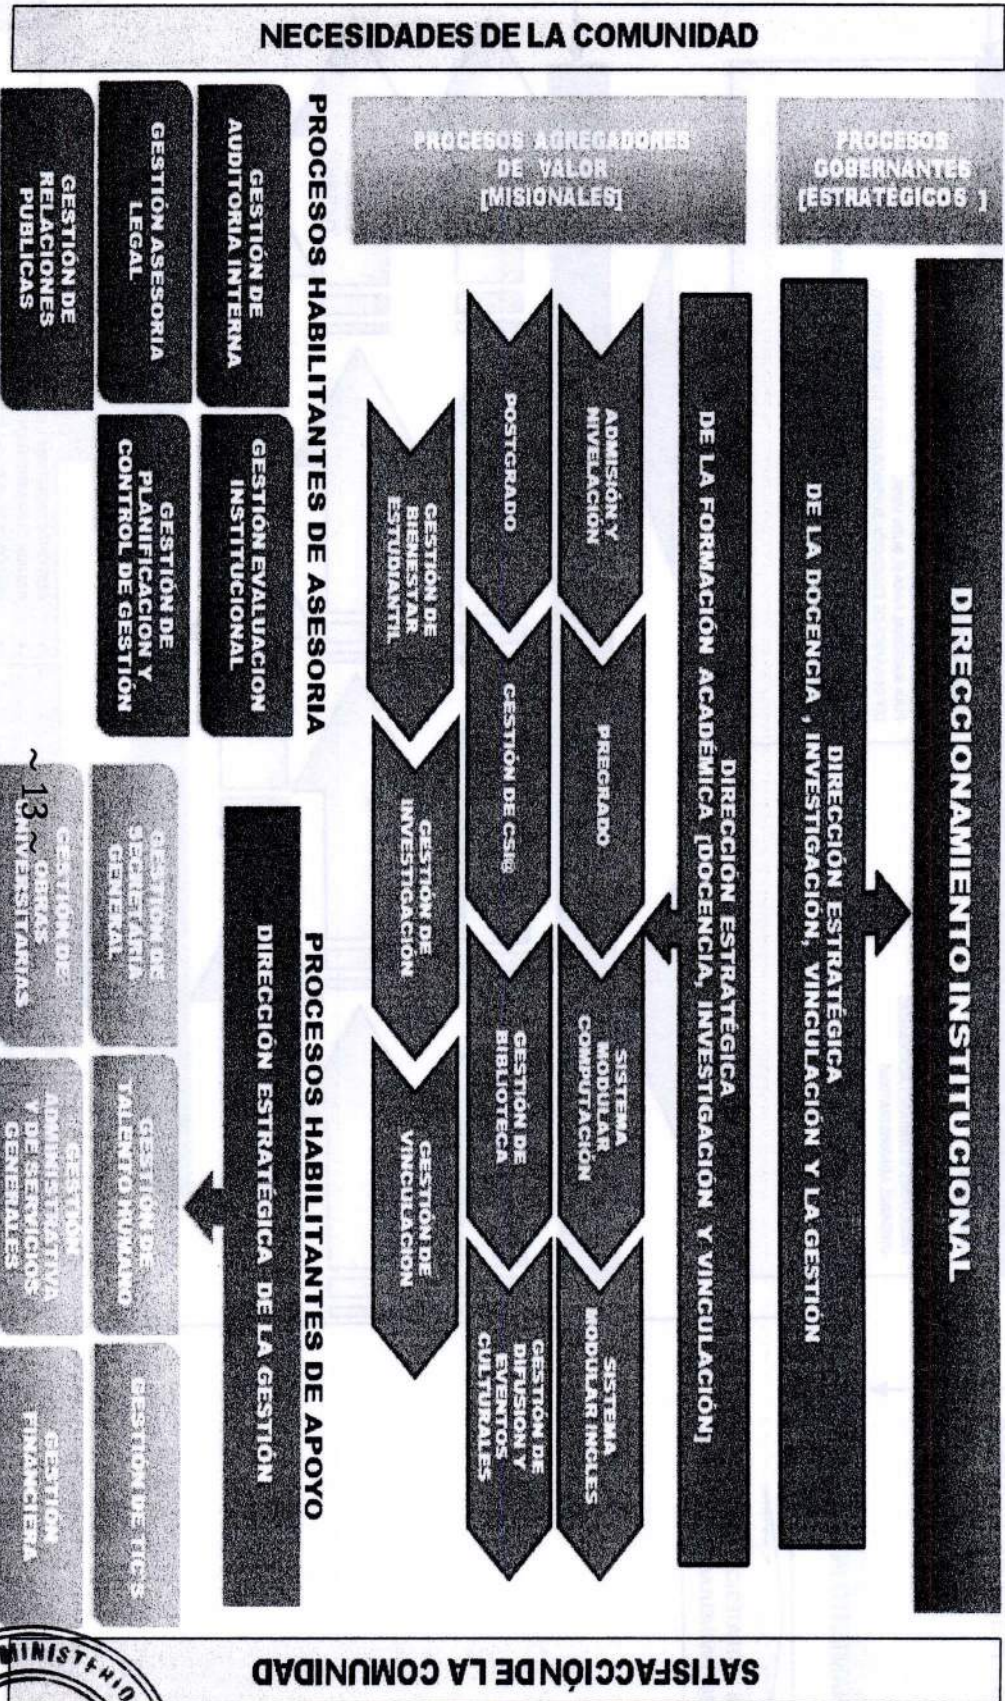 NECESIDADES DE LA COMUNIDAD
DIRECCIONAMIENTO INSTITUCIONAL
PROCESOS
GOBERNANTES
[ESTRATÉGICOS ]
DIRECCIÓN ESTRATÉGICA
DE LA DOCENCIA , INVESTIGACIÓN, VINCULACIÓN Y LA GESTIÓN
PROCESOS AGREGADORES
DE VALOR
[MISIONALES]
DIRECCIÓN ESTRATÉGICA
DE LA FORMACIÓN ACADÉMICA [DOCENCIA, INVESTIGACIÓN Y VINCULACIÓN]
ADMISIÓN Y
NIVELACIÓN
PREGRADO
SISTEMA
MODULAR
COMPUTACIÓN
SISTEMA
MODULAR INGLES
POSTGRADO
GESTIÓN DE CSI@
GESTIÓN DE
BIBLIOTECA
GESTIÓN DE
DIFUSION Y
EVENTOS
CULTURALES
GESTIÓN DE
BIENESTAR
ESTUDIANTIL
GESTIÓN DE
INVESTIGACIÓN
GESTIÓN DE
VINCULACIÓN
PROCESOS HABILITANTES DE ASESORIA
GESTIÓN DE
AUDITORIA INTERNA
GESTIÓN EVALUACION
INSTITUCIONAL
GESTIÓN ASESORIA
LEGAL
GESTIÓN DE
PLANIFICACION Y
CONTROL DE GESTIÓN
GESTIÓN DE
RELACIONES
PUBLICAS
PROCESOS HABILITANTES DE APOYO
DIRECCIÓN ESTRATÉGICA DE LA GESTIÓN
GESTIÓN DE
SECRETARÍA
GENERAL
GESTIÓN DE
TALENTO HUMANO
GESTIÓN DE TIC'S
GESTIÓN DE
OBRAS
UNIVERSITARIAS
GESTIÓN
ADMINISTRATIVA
Y DE SERVICIOS
GENERALES
GESTIÓN
FINANCIERA
~ 13 ~
SATISFACCIÓN DE LA COMUNIDAD
MINISTERIO